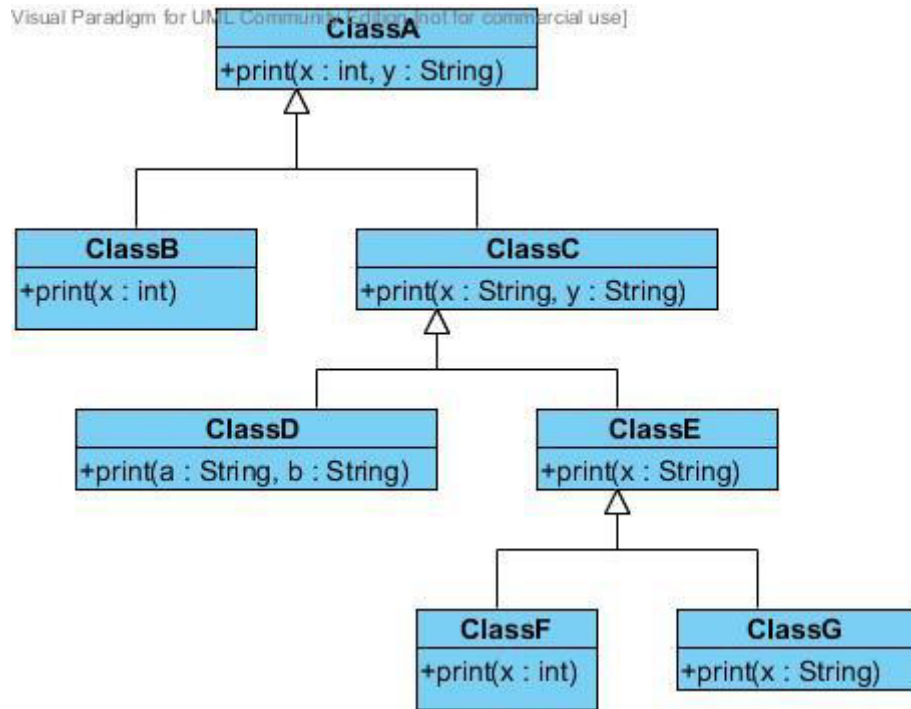 Visual Paradigm for UML Community Edition [not for commercial use]
ClassA
+print(x : int, y : String)
ClassB
+print(x : int)
ClassC
+print(x : String, y : String)
ClassD
+print(a : String, b : String)
ClassE
+print(x : String)
ClassF
+print(x : int)
ClassG
+print(x : String)